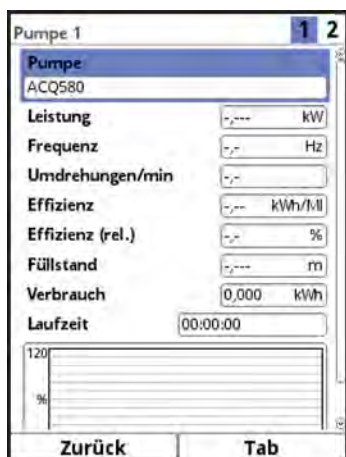 Pumpe 1 1 2
Pumpe
ACQ580
Leistung -,--- kW
Frequenz -,- Hz
Umdrehungen/min -,-
Effizienz -,-- kWh/Ml
Effizienz (rel.) -,- %
Füllstand -,--- m
Verbrauch 0,000 kWh
Laufzeit 00:00:00
120
%
Zurück Tab